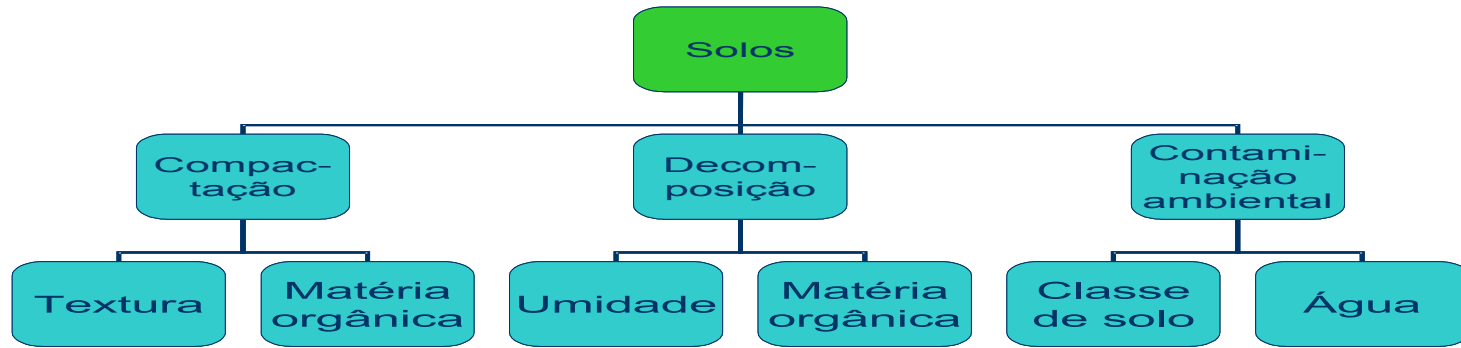 Solos
Compac-
tação
Decom-
posição
Contami-
nação
ambiental
Textura
Matéria
orgânica
Umidade
Matéria
orgânica
Classe
de solo
Água